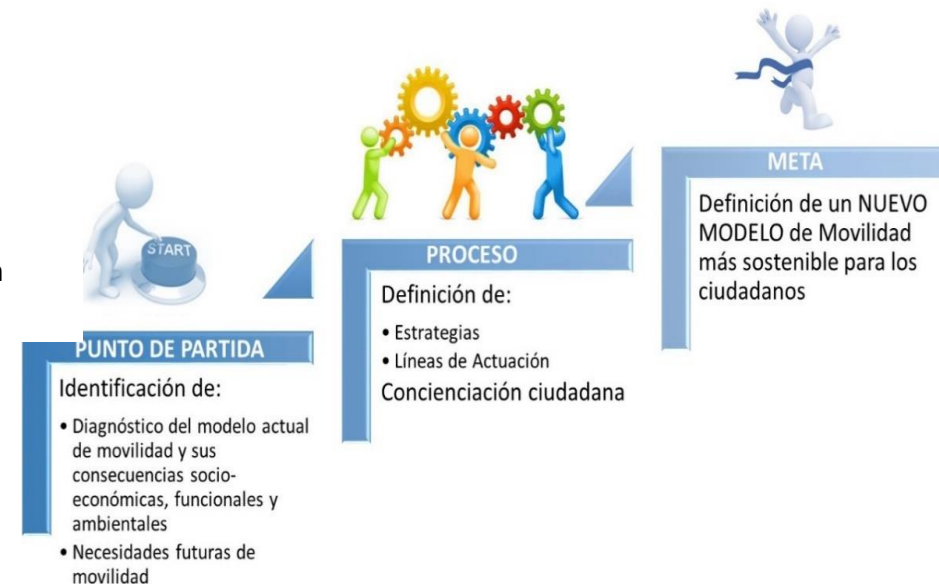 START
PUNTO DE PARTIDA
Identificación de:
• Diagnóstico del modelo actual
de movilidad y sus
consecuencias socio-
económicas, funcionales y
ambientales
• Necesidades futuras de
movilidad
PROCESO
Definición de:
• Estrategias
• Líneas de Actuación
Concienciación ciudadana
META
Definición de un NUEVO
MODELO de Movilidad
más sostenible para los
ciudadanos